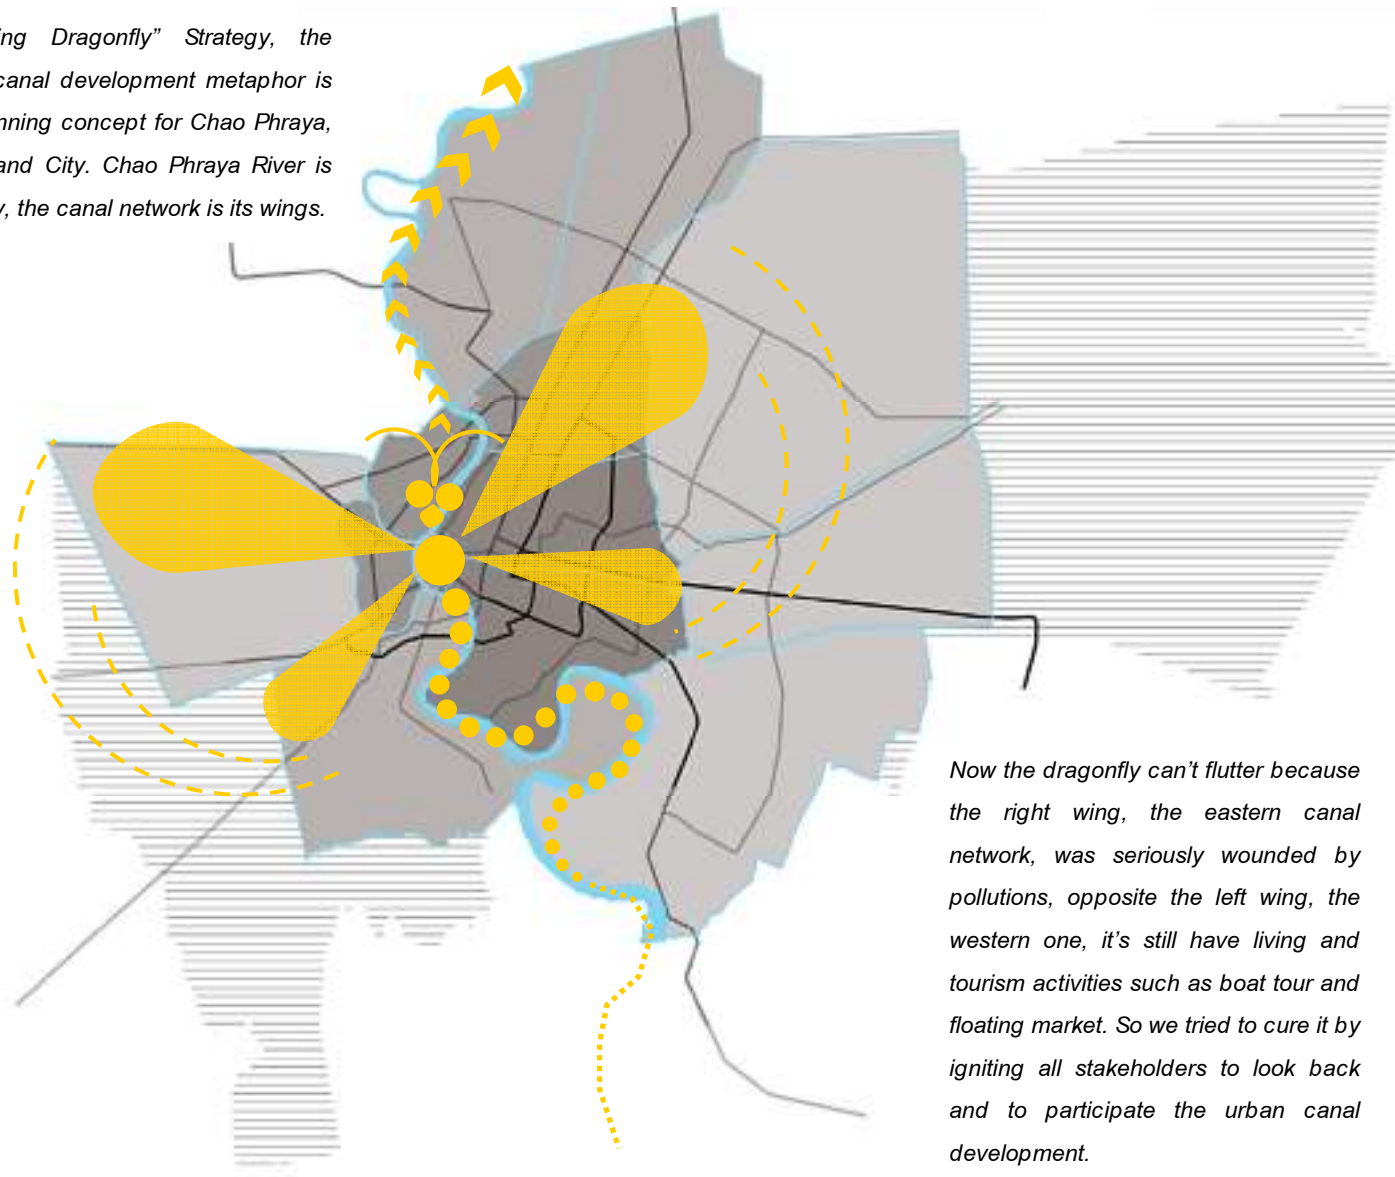 ing Dragonfly” Strategy, the
canal development metaphor is
nning concept for Chao Phraya,
and City. Chao Phraya River is
y, the canal network is its wings.
Now the dragonfly can’t flutter because
the right wing, the eastern canal
network, was seriously wounded by
pollutions, opposite the left wing, the
western one, it’s still have living and
tourism activities such as boat tour and
floating market. So we tried to cure it by
igniting all stakeholders to look back
and to participate the urban canal
development.